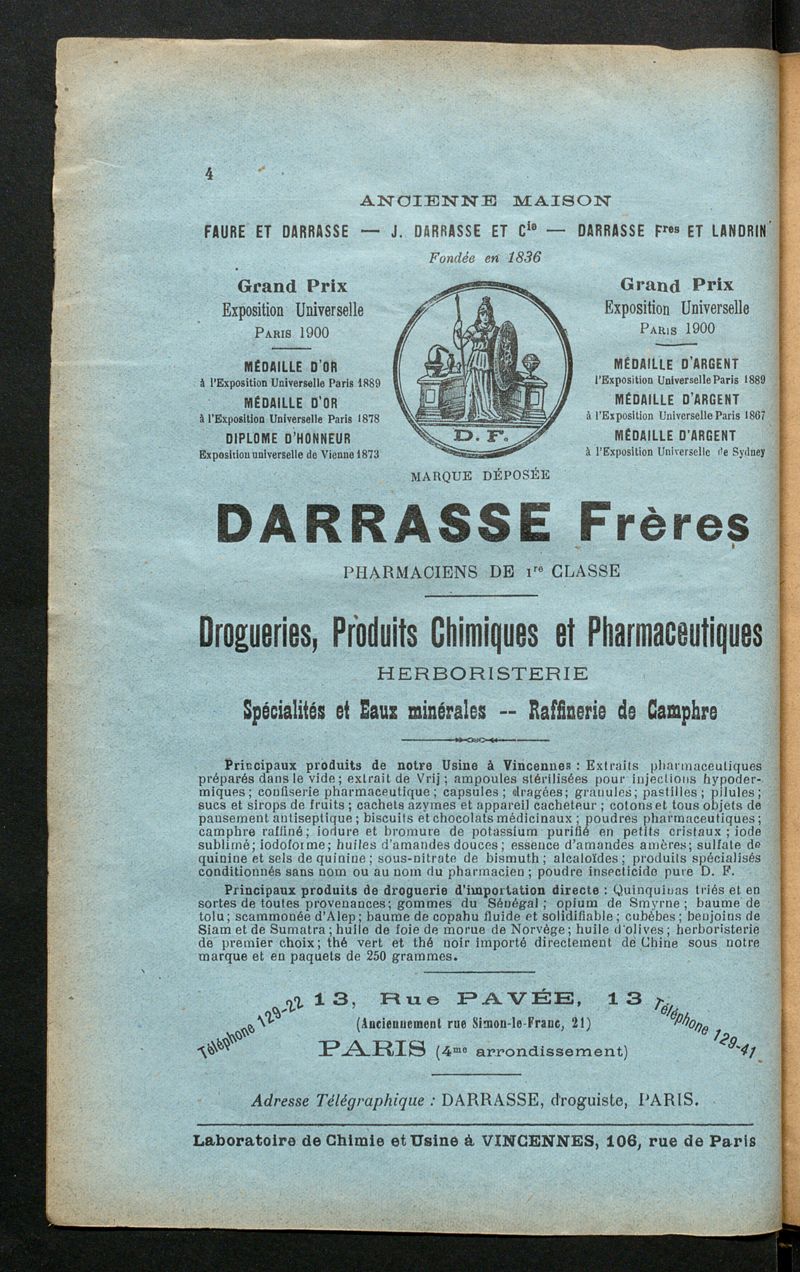 4
ANCIENNE MAISON
FAURE ET DARRASSE — J. DARRASSE ET Cie — DARRASSE Fres ET LANDRIN
Fondée en 1836
Grand Prix
Exposition Universelle
PARIS 1900
MÉDAILLE D'OR
à l'Exposition Universelle Paris 1889
MÉDAILLE D'OR
à l'Exposition Universelle Paris 1878
DIPLOME D'HONNEUR
Exposition universelle de Vienne 1873
D. F.
MARQUE DÉPOSÉE
Grand Prix
Exposition Universelle
PARIS 1900
MÉDAILLE D'ARGENT
l'Exposition Universelle Paris 1889
MÉDAILLE D'ARGENT
à l'Exposition Universelle Paris 1867
MÉDAILLE D'ARGENT
à l'Exposition Universelle de Sydney
DARRASSE Frères
PHARMACIENS DE 1re CLASSE
Drogueries, Produits Chimiques et Pharmaceutiques
HERBORISTERIE
Spécialités et Eaux minérales -- Raffinerie de Camphre
Principaux produits de notre Usine à Vincennes : Extraits pharmaceutiques
préparés dans le vide ; extrait de Vrij ; ampoules stérilisées pour injections hypoder-
miques ; confiserie pharmaceutique ; capsules ; dragées ; granules ; pastilles ; pilules ;
sucs et sirops de fruits ; cachets azymes et appareil cacheteur ; cotons et tous objets de
pansement antiseptique ; biscuits et chocolats médicinaux ; poudres pharmaceutiques ;
camphre raffiné ; iodure et bromure de potassium purifié en petits cristaux ; iode
sublimé ; iodoforme ; huiles d'amandes douces ; essence d'amandes amères ; sulfate de
quinine et sels de quinine ; sous-nitrate de bismuth ; alcaloïdes ; produits spécialisés
conditionnés sans nom ou au nom du pharmacien ; poudre insecticide pure D. F.
Principaux produits de droguerie d'importation directe : Quinquinas triés et en
sortes de toutes provenances ; gommes du Sénégal ; opium de Smyrne ; baume de
tolu ; scammonée d'Alep ; baume de copahu fluide et solidifiable ; cubèbes ; benjoins de
Siam et de Sumatra ; huile de foie de morue de Norvège ; huile d'olives ; herboristerie
de premier choix ; thé vert et thé noir importé directement de Chine sous notre
marque et en paquets de 250 grammes.
Téléphone 129-22
13, Rue PAVÉE, 13
(Anciennement rue Simon-le-Franc, 21)
PARIS (4me arrondissement)
Téléphone 129-41
Adresse Télégraphique : DARRASSE, droguiste, PARIS.
Laboratoire de Chimie et Usine à VINCENNES, 106, rue de Paris